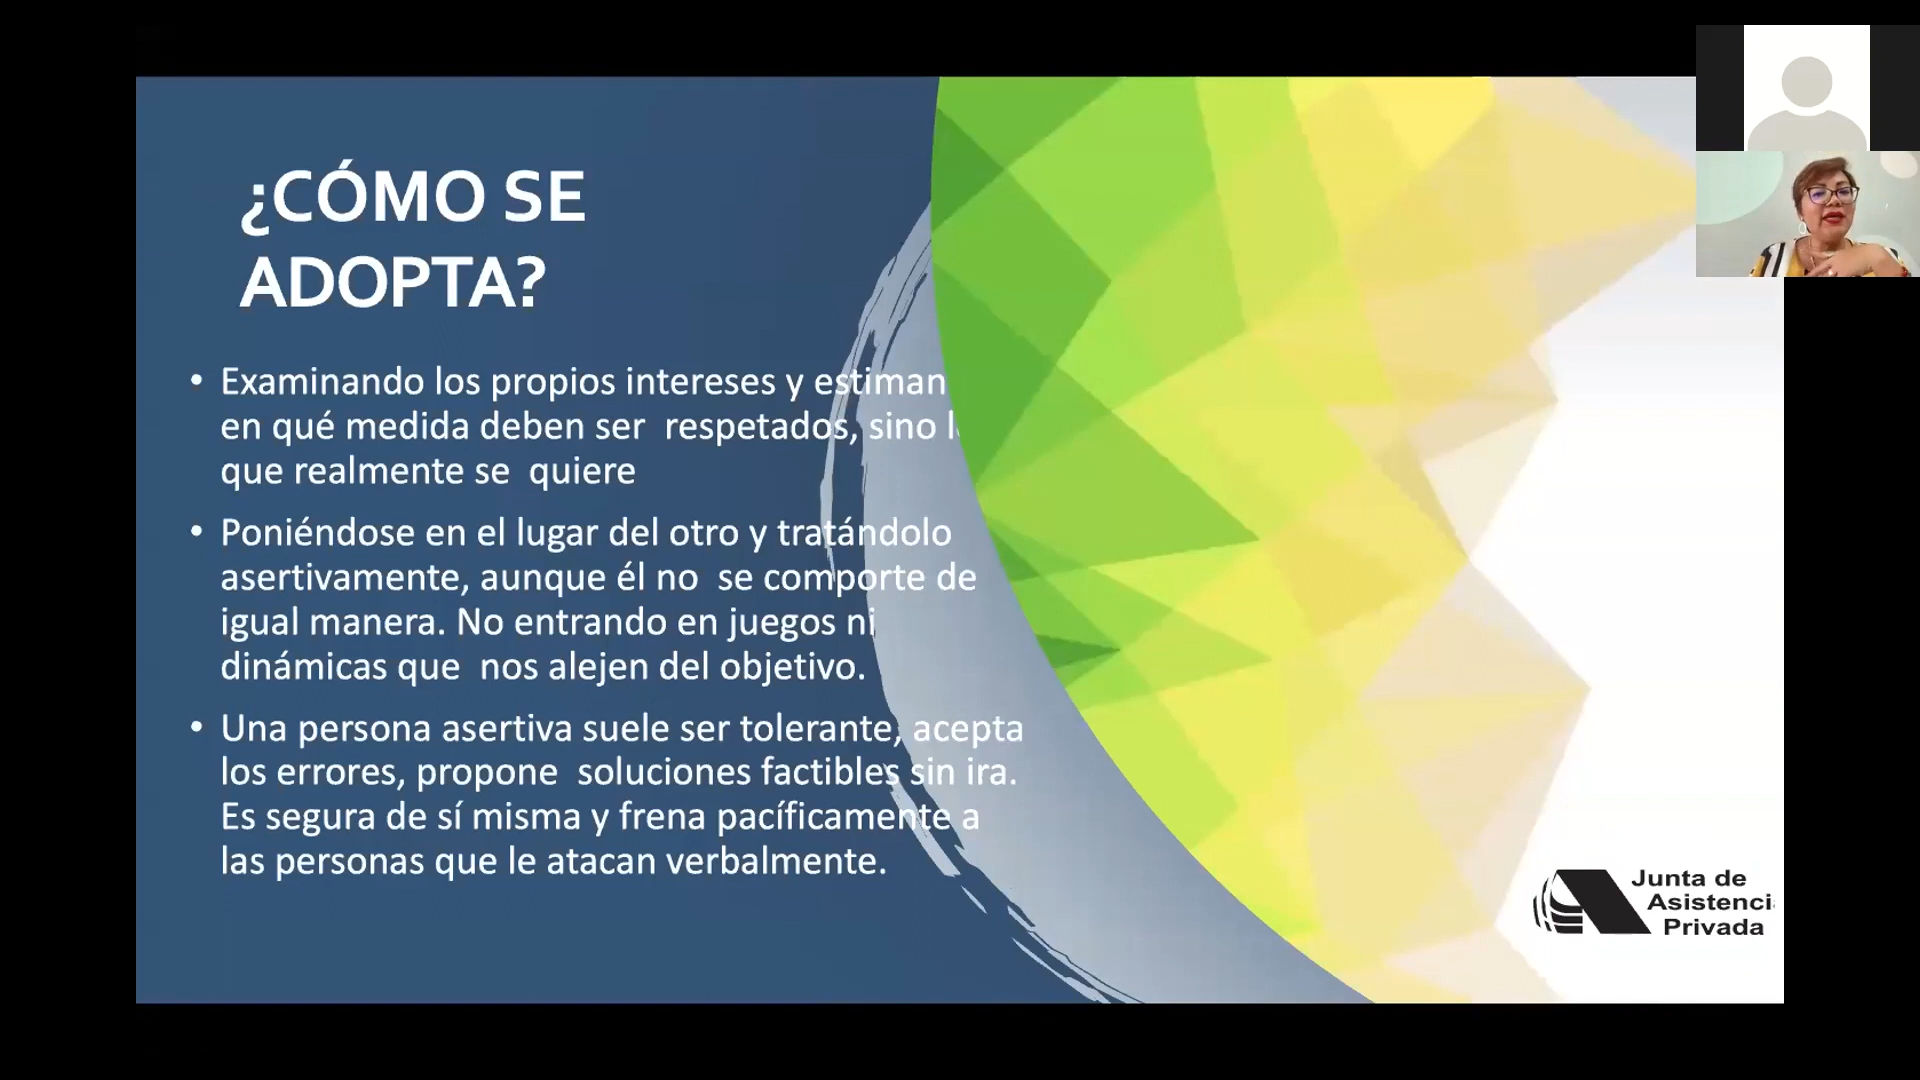 ¿CÓMO SE
ADOPTA?
• Examinando los propios intereses y estiman
en qué medida deben ser respetados, sino l
que realmente se quiere
• Poniéndose en el lugar del otro y tratándolo
asertivamente, aunque él no se comporte de
igual manera. No entrando en juegos ni
dinámicas que nos alejen del objetivo.
• Una persona asertiva suele ser tolerante, acepta
los errores, propone soluciones factibles sin ira.
Es segura de sí misma y frena pacíficamente a
las personas que le atacan verbalmente.
Junta de
Asistenci
Privada